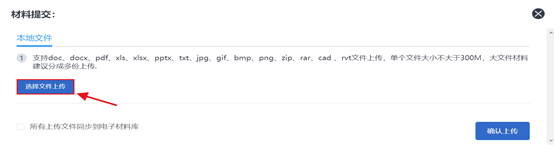 材料提交：
本地文件
1 支持doc、docx、pdf、xls、xlsx、pptx、txt、jpg、gif、bmp、png、zip、rar、cad 、rvt文件上传，单个文件大小不大于300M，大文件材料
建议分成多份上传。
选择文件上传
所有上传文件同步到电子材料库
确认上传